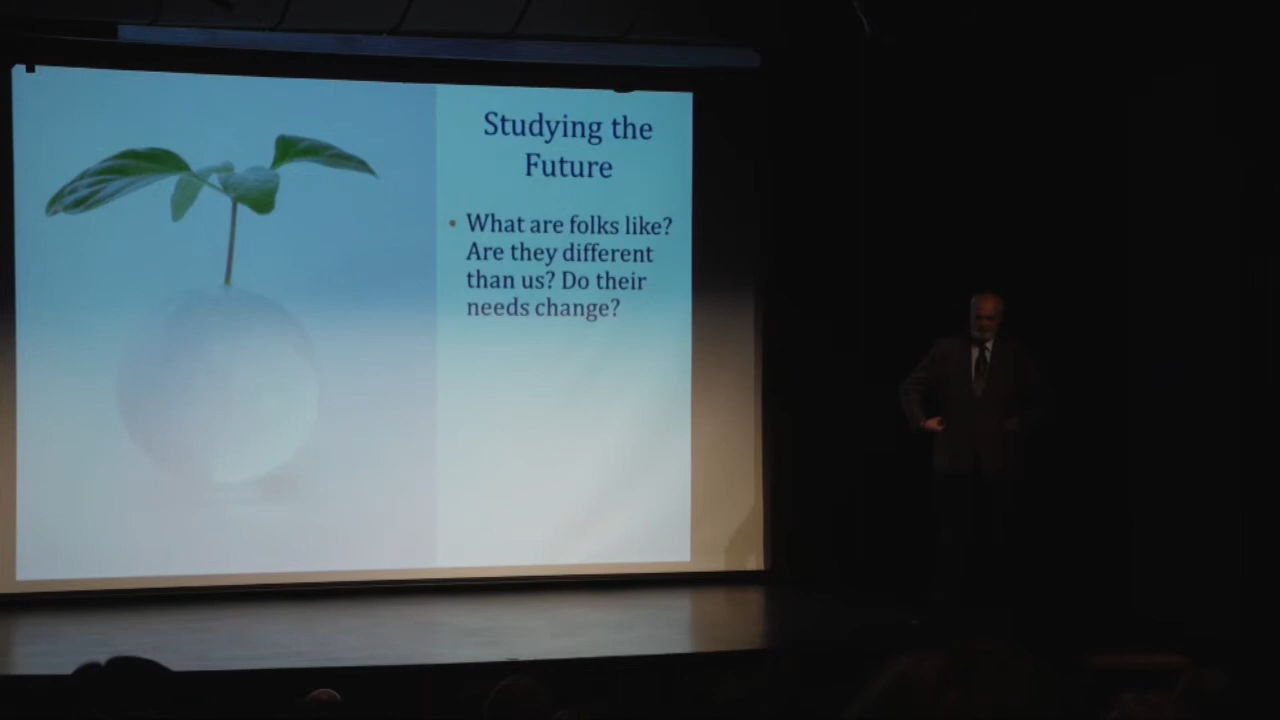 Studying the
Future
• What are folks like?
Are they different
than us? Do their
needs change?